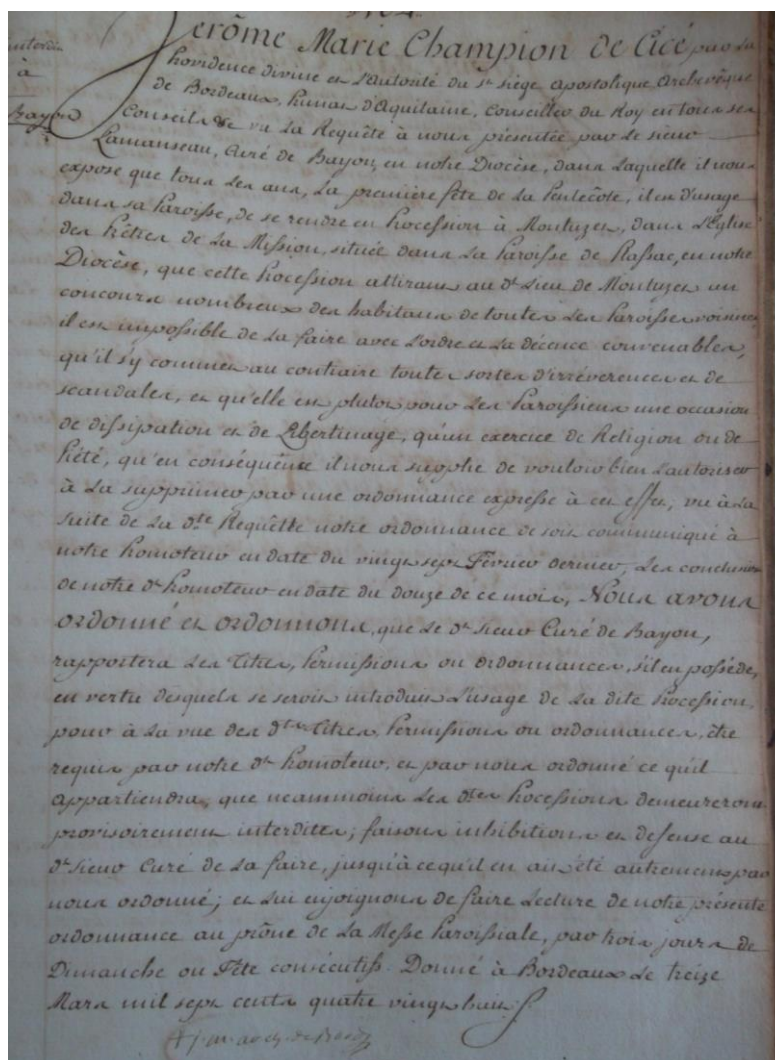 interdite
à
Bayon
Jerôme Marie Champion de Cicé par la
Providence divine et l'autorité du st siège apostolique Archevêque
de Bordeaux, Primat d'Aquitaine, Conseiller du Roy en tous ses
Conseils &c vu la Requête à nous présentée par le sieur
Lamanseau, Curé de Bayon, en notre Diocèse, dans laquelle il nous
expose que tous les ans, la première fête de la Pentecôte, il est d'usage
dans sa Paroisse, de se rendre en Procession à Montuzet, dans l'Eglise
des Prêtres de la Mission, située dans la Paroisse de Plassac, en notre
Diocèse, que cette Procession attirant au dt lieu de Montuzet un
concours nombreux des habitans de toutes les Paroisses voisines,
il est impossible de la faire avec l'ordre et la décence convenables,
qu'il s'y commet au contraire toutes sortes d'irréverences et de
scandales, et qu'elle est plutot pour les Paroissiens une occasion
de dissipation et de Libertinage, qu'un exercice de Religion ou de
Piété, qu'en conséquence il nous supplie de vouloir bien l'autoriser
à la supprimer par une ordonnance expresse à cet effet; vu à la
suite de la dte Requêtte notre ordonnance de soit communiqué à
notre Promoteur en date du vingt sept Février dernier, les conclusions
de notre dt Promoteur en date du douze de ce mois, Nous avons
ordonné et ordonnons, que le dt sieur Curé de Bayon,
rapportera les Titres, Permissions ou ordonnances, s'il en possède,
en vertu desquels se seroit introduit l'usage de la dite Procession,
pour à la vue des dts Titres, Permissions ou ordonnances, être
requis par notre dt Promoteur, et par nous ordonné ce qu'il
appartiendra, que neammoins les dtes Processions demeureront
provisoirement interdites; faisons inhibitions et defense au
dt sieur Curé de la faire, jusqu'à ce qu'il en ait été autrement par
nous ordonné; et lui enjoignons de faire lecture de notre présente
ordonnance au prône de la Messe Paroissiale, par trois jours de
Dimanche ou Fête consécutifs. Donné à Bordeaux le treize
Mars mil sept cents quatre vingt huit
j. m. arch. de Bord.